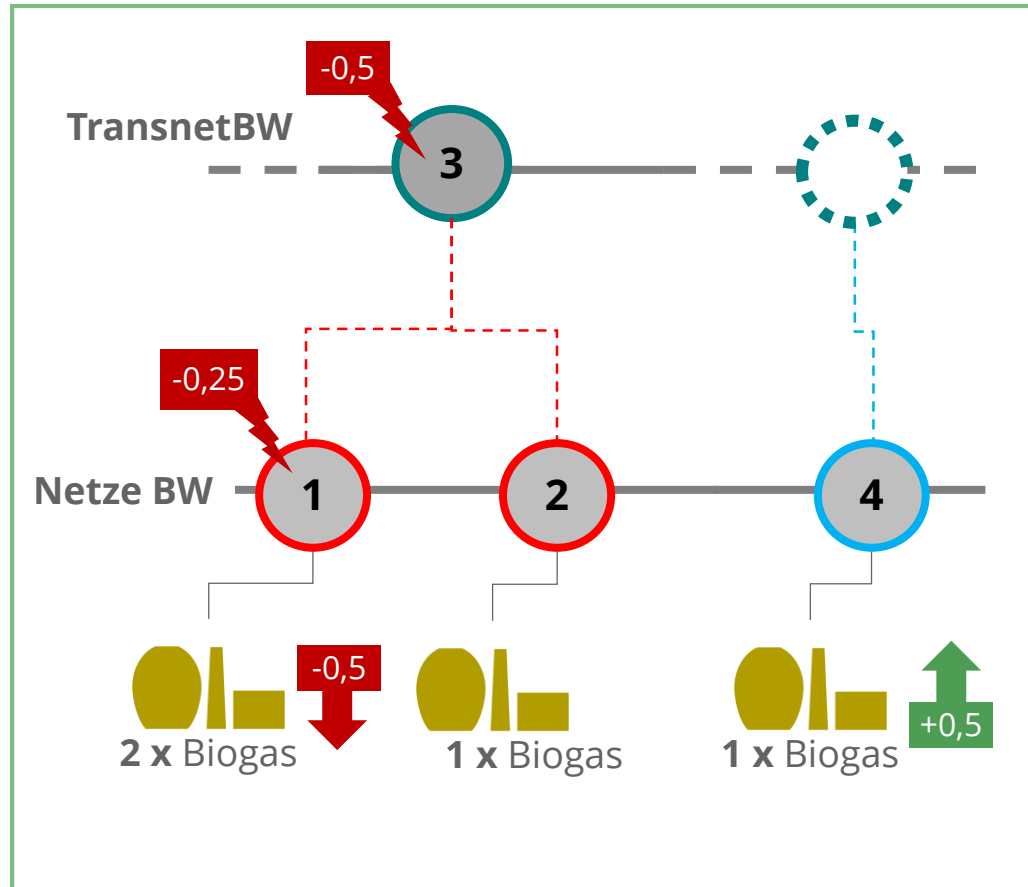 -0,5
TransnetBW
3
-0,25
Netze BW
1
2
4
-0,5
+0,5
2 x Biogas
1 x Biogas
1 x Biogas